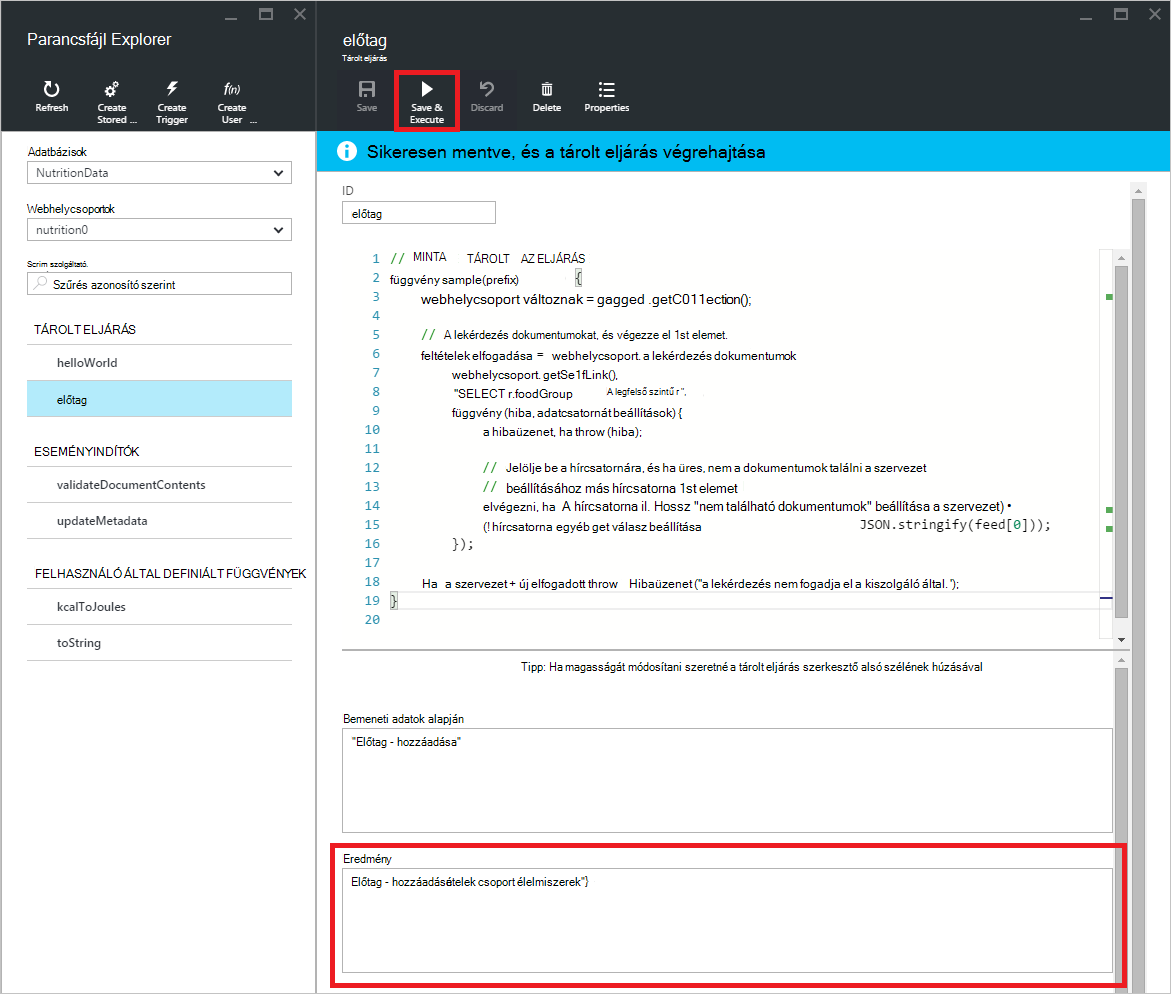 Parancsfájl Explorer
Refresh
Create Stored ...
Create Trigger
f(n)
Create User ...
Adatbázisok
NutritionData
Webhelycsoportok
nutrition0
Scrim szolgáltató.
Szűrés azonosító szerint
TÁROLT ELJÁRÁS
helloWorld
előtag
ESEMÉNYINDÍTÓK
validateDocumentContents
updateMetadata
FELHASZNÁLÓ ÁLTAL DEFINIÁLT FÜGGVÉNYEK
kcalToJoules
toString
előtag
Tárolt eljárás
Save
Save & Execute
Discard
Delete
Properties
Sikeresen mentve, és a tárolt eljárás végrehajtása
ID
előtag
1 // MINTA TÁROLT AZ ELJÁRÁS
2 függvény sample(prefix) {
3 webhelycsoport változnak = gagged .getC011ection();
4
5 // A lekérdezés dokumentumokat, és végezze el 1st elemet.
6 feltételek elfogadása = webhelycsoport. a lekérdezés dokumentumok
7 webhelycsoport. getSe1fLink(),
8 "SELECT r.foodGroup A legfelső szintű r ",
9 függvény (hiba, adatcsatornát beállítások) {
10 a hibaüzenet, ha throw (hiba);
11
12 // Jelölje be a hírcsatornára, és ha üres, nem a dokumentumok találni a szervezet
13 // beállításához más hírcsatorna 1st elemet
14 elvégezni, ha A hírcsatorna il. Hossz "nem található dokumentumok" beállítása a szervezet) •
15 (! hírcsatorna egyéb get válasz beállítása JSON.stringify(feed[0]));
16 });
17
18 Ha a szervezet + új elfogadott throw Hibaüzenet ("a lekérdezés nem fogadja el a kiszolgáló által. ');
19 }
20
Tipp: Ha magasságát módosítani szeretné a tárolt eljárás szerkesztő alsó szélének húzásával
Bemeneti adatok alapján
"Előtag - hozzáadása"
Eredmény
Előtag - hozzáadásátelek csoport élelmiszerek"}